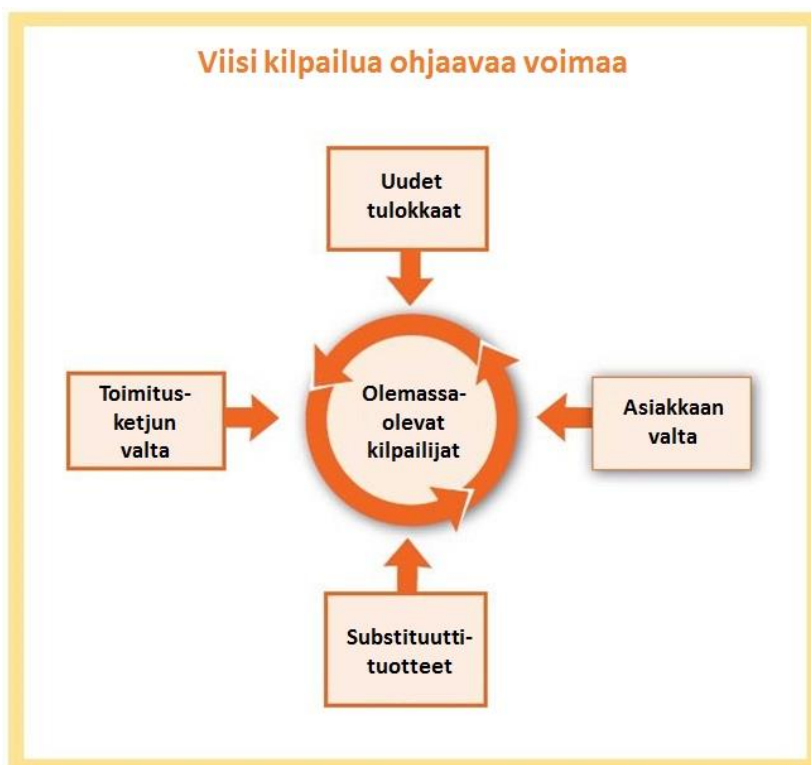 Viisi kilpailua ohjaavaa voimaa
Uudet
tulokkaat
Toimitus-
ketjun
valta
Olemassa-
olevat
kilpailijat
Asiakkaan
valta
Substituutti-
tuotteet